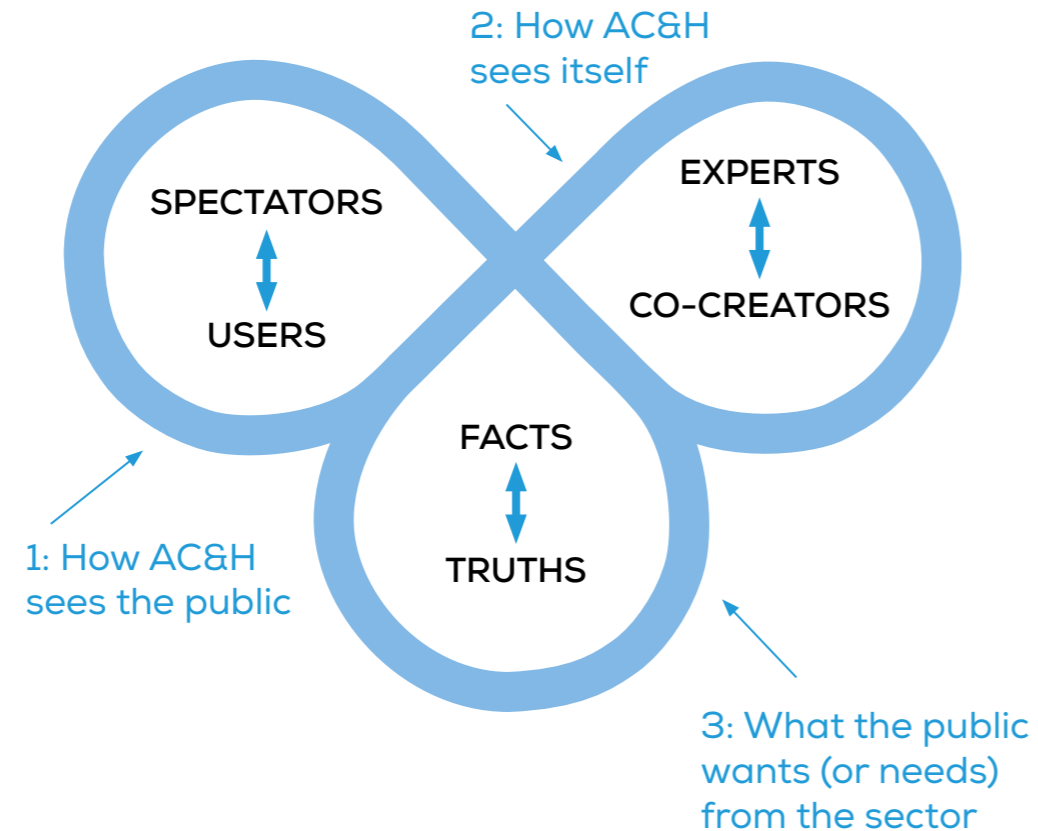 2: How AC&H
sees itself
SPECTATORS
USERS
EXPERTS
CO-CREATORS
FACTS
TRUTHS
1: How AC&H
sees the public
3: What the public
wants (or needs)
from the sector